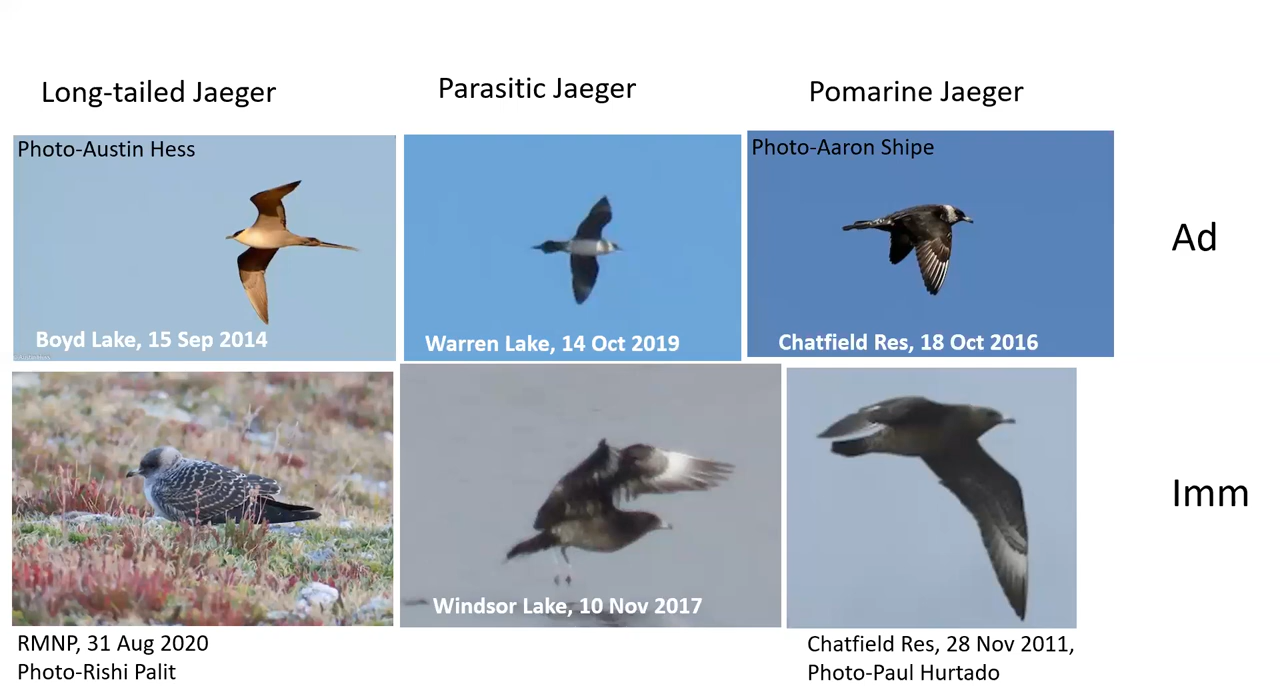 Long-tailed Jaeger
Parasitic Jaeger
Pomarine Jaeger
Photo-Austin Hess
Photo-Aaron Shipe
Ad
Boyd Lake, 15 Sep 2014
Warren Lake, 14 Oct 2019
Chatfield Res, 18 Oct 2016
Imm
Windsor Lake, 10 Nov 2017
RMNP, 31 Aug 2020
Photo-Rishi Palit
Chatfield Res, 28 Nov 2011,
Photo-Paul Hurtado